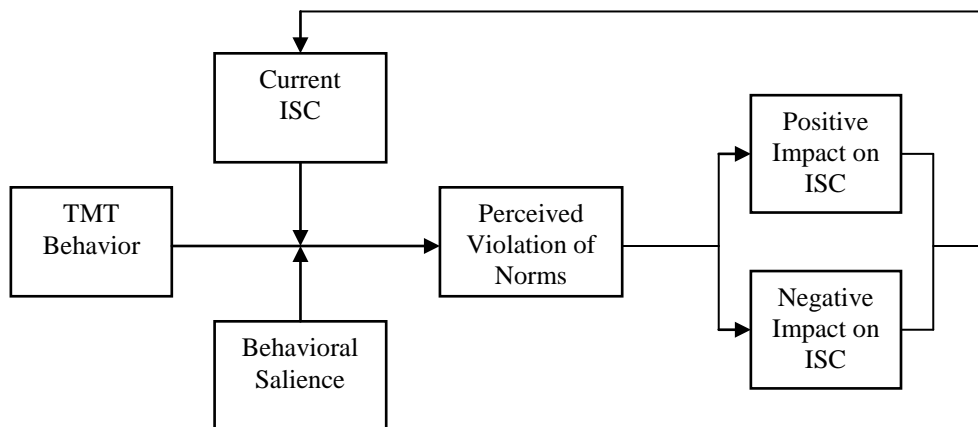 Current
ISC
Positive
Impact on
ISC
TMT
Behavior
Perceived
Violation of
Norms
Negative
Impact on
ISC
Behavioral
Salience